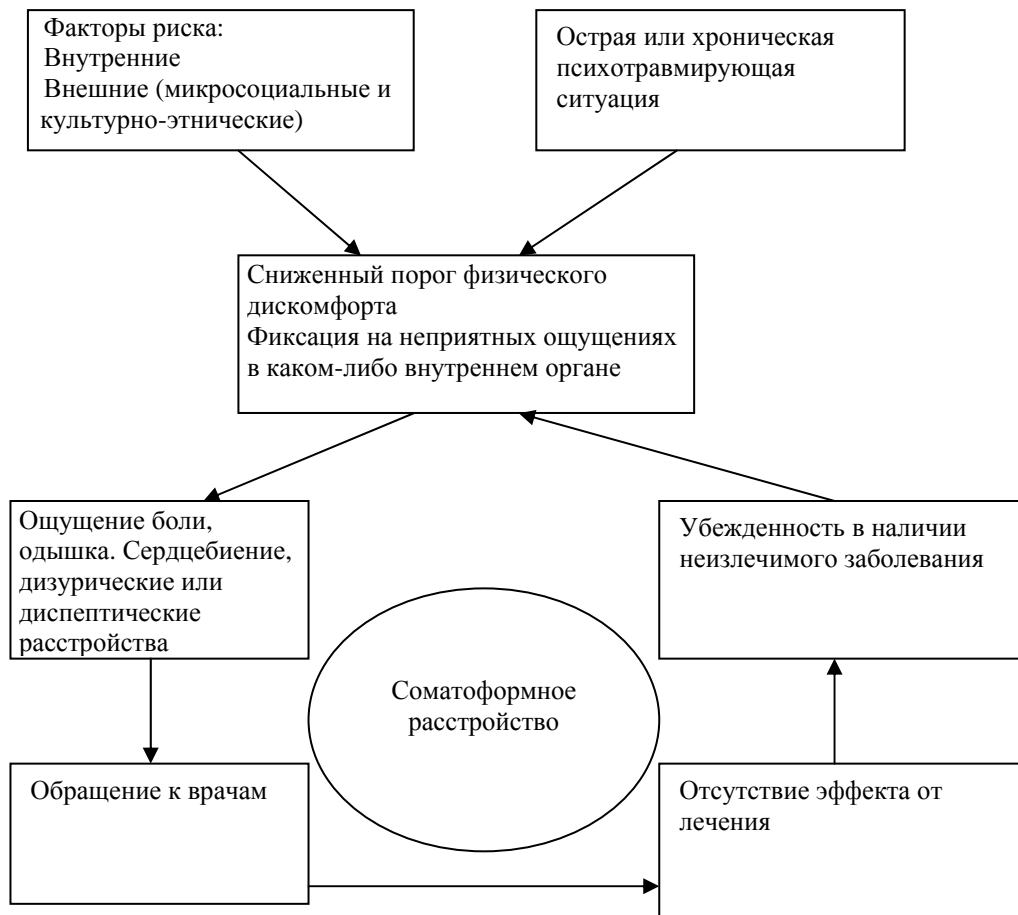 Факторы риска:
Внутренние
Внешние (микросоциальные и
культурно-этнические)
Острая или хроническая
психотравмирующая
ситуация
Сниженный порог физического
дискомфорта
Фиксация на неприятных ощущениях
в каком-либо внутреннем органе
Ощущение боли,
одышка. Сердцебиение,
дизурические или
диспептические
расстройства
Убежденность в наличии
неизлечимого заболевания
Соматоформное
расстройство
Обращение к врачам
Отсутствие эффекта от
лечения